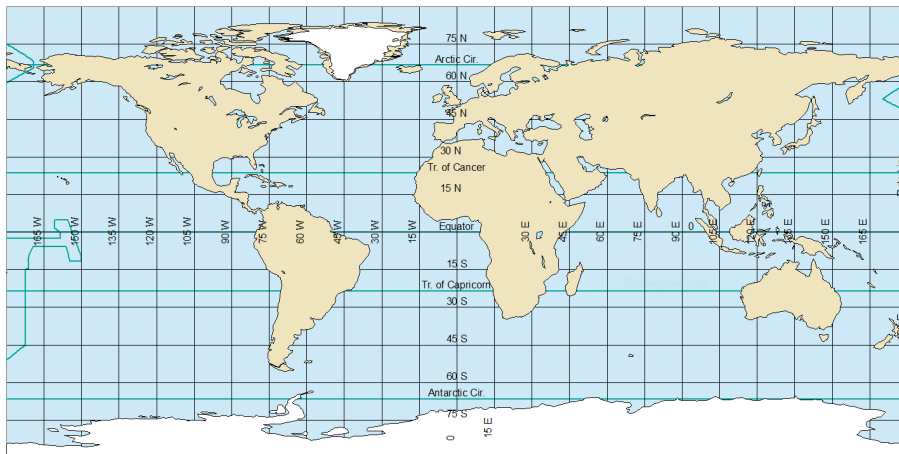 75 N
Arctic Cir.
60 N
45 N
30 N
Tr. of Cancer
15 N
165 W
150 W
135 W
120 W
105 W
90 W
75 W
60 W
45 W
30 W
15 W
Equator
30 E
45 E
60 E
75 E
90 E
0
105 E
120 E
135 E
150 E
165 E
15 S
Tr. of Capricorn
30 S
45 S
60 S
Antarctic Cir.
75 S
0
15 E